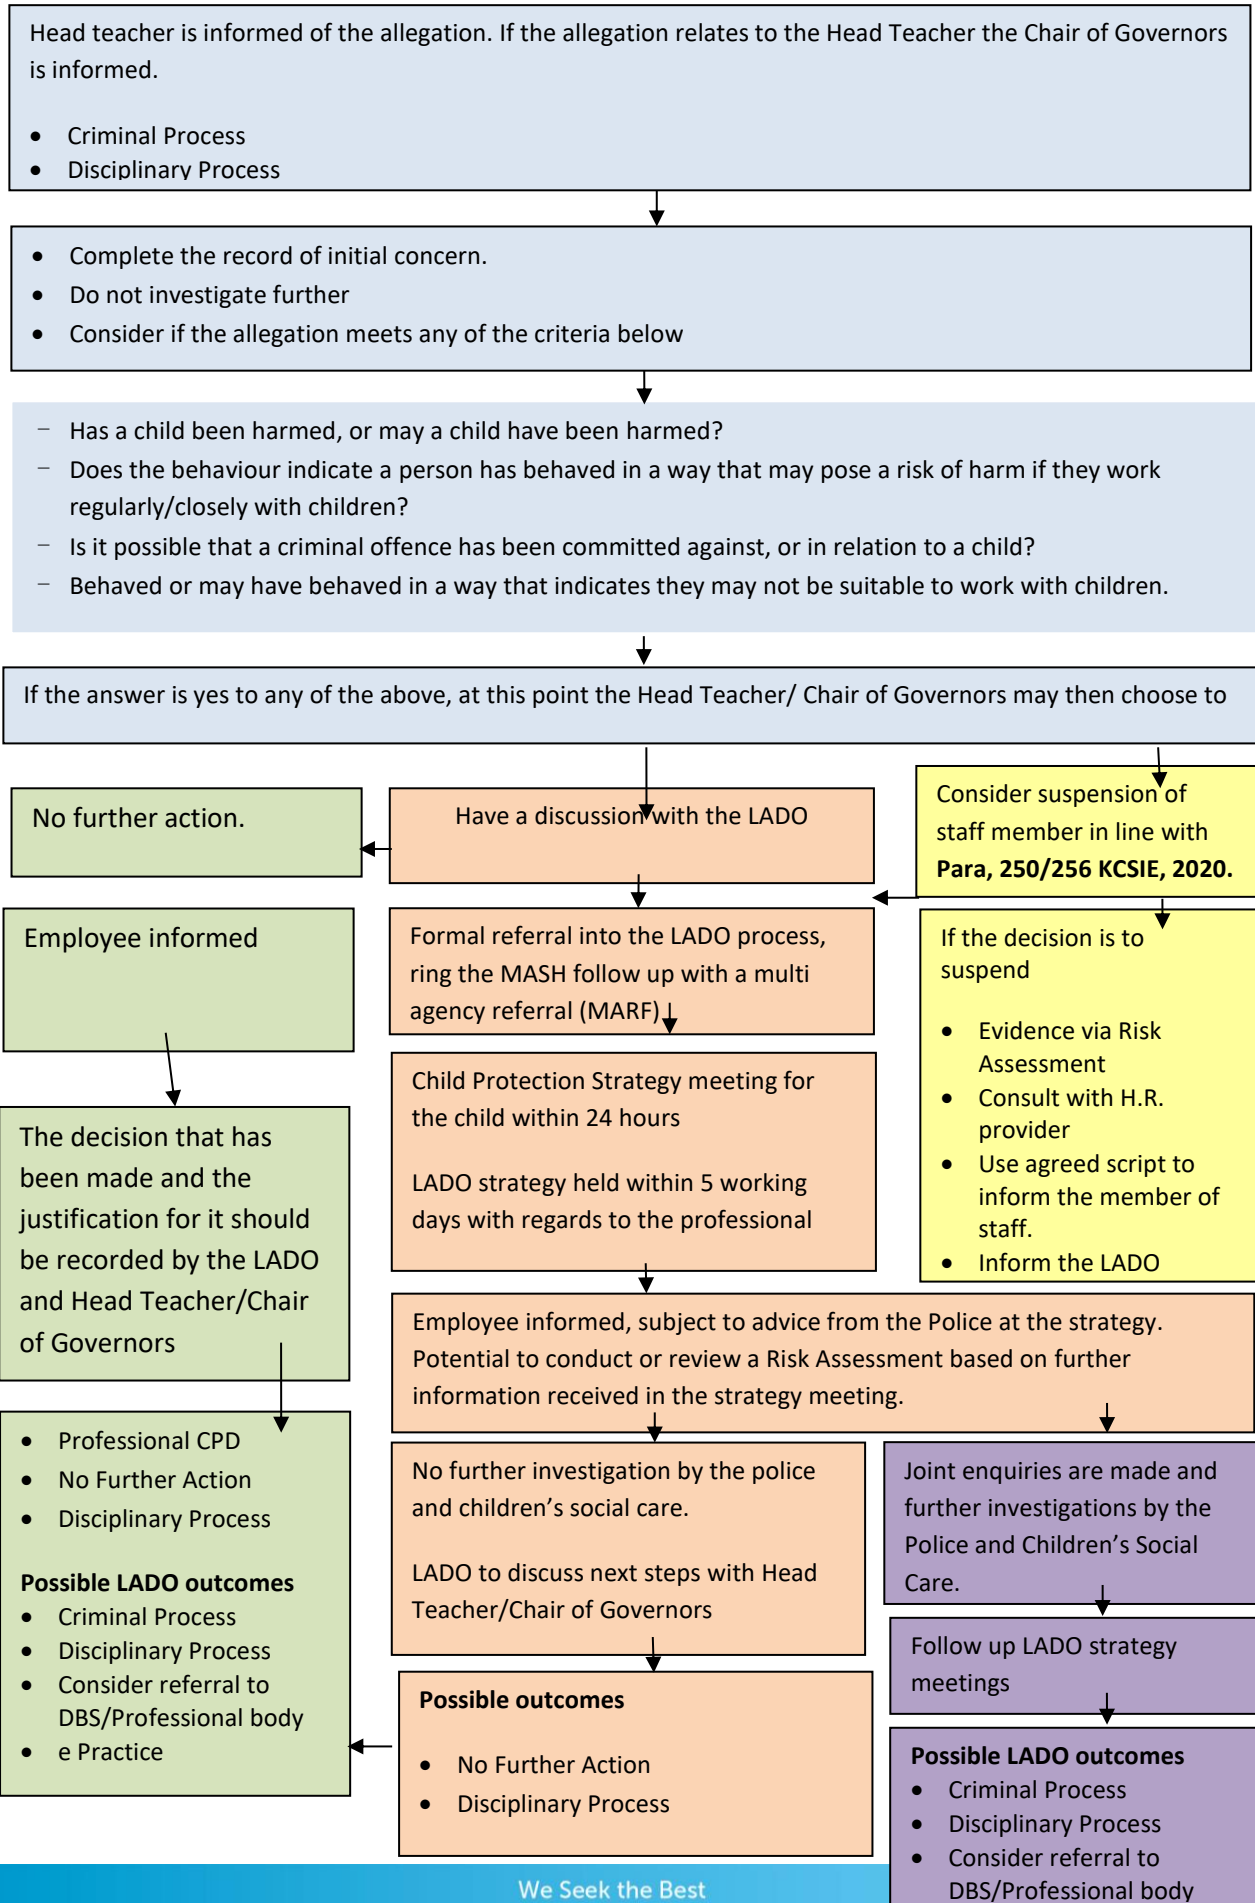 Head teacher is informed of the allegation. If the allegation relates to the Head Teacher the Chair of Governors
is informed.
• Criminal Process
• Disciplinary Process
• Complete the record of initial concern.
• Do not investigate further
• Consider if the allegation meets any of the criteria below
– Has a child been harmed, or may a child have been harmed?
– Does the behaviour indicate a person has behaved in a way that may pose a risk of harm if they work
regularly/closely with children?
– Is it possible that a criminal offence has been committed against, or in relation to a child?
– Behaved or may have behaved in a way that indicates they may not be suitable to work with children.
If the answer is yes to any of the above, at this point the Head Teacher/ Chair of Governors may then choose to
No further action.
Have a discussion with the LADO
Consider suspension of
staff member in line with
Para, 250/256 KCSIE, 2020.
Employee informed
Formal referral into the LADO process,
ring the MASH follow up with a multi
agency referral (MARF)
If the decision is to
suspend
• Evidence via Risk
Assessment
• Consult with H.R.
provider
• Use agreed script to
inform the member of
staff.
• Inform the LADO
Child Protection Strategy meeting for
the child within 24 hours
LADO strategy held within 5 working
days with regards to the professional
The decision that has
been made and the
justification for it should
be recorded by the LADO
and Head Teacher/Chair
of Governors
Employee informed, subject to advice from the Police at the strategy.
Potential to conduct or review a Risk Assessment based on further
information received in the strategy meeting.
• Professional CPD
• No Further Action
• Disciplinary Process
Possible LADO outcomes
• Criminal Process
• Disciplinary Process
• Consider referral to
DBS/Professional body
• e Practice
No further investigation by the police
and children's social care.
LADO to discuss next steps with Head
Teacher/Chair of Governors
Joint enquiries are made and
further investigations by the
Police and Children's Social
Care.
Follow up LADO strategy
meetings
Possible outcomes
• No Further Action
• Disciplinary Process
Possible LADO outcomes
• Criminal Process
• Disciplinary Process
• Consider referral to
DBS/Professional body
We Seek the Best